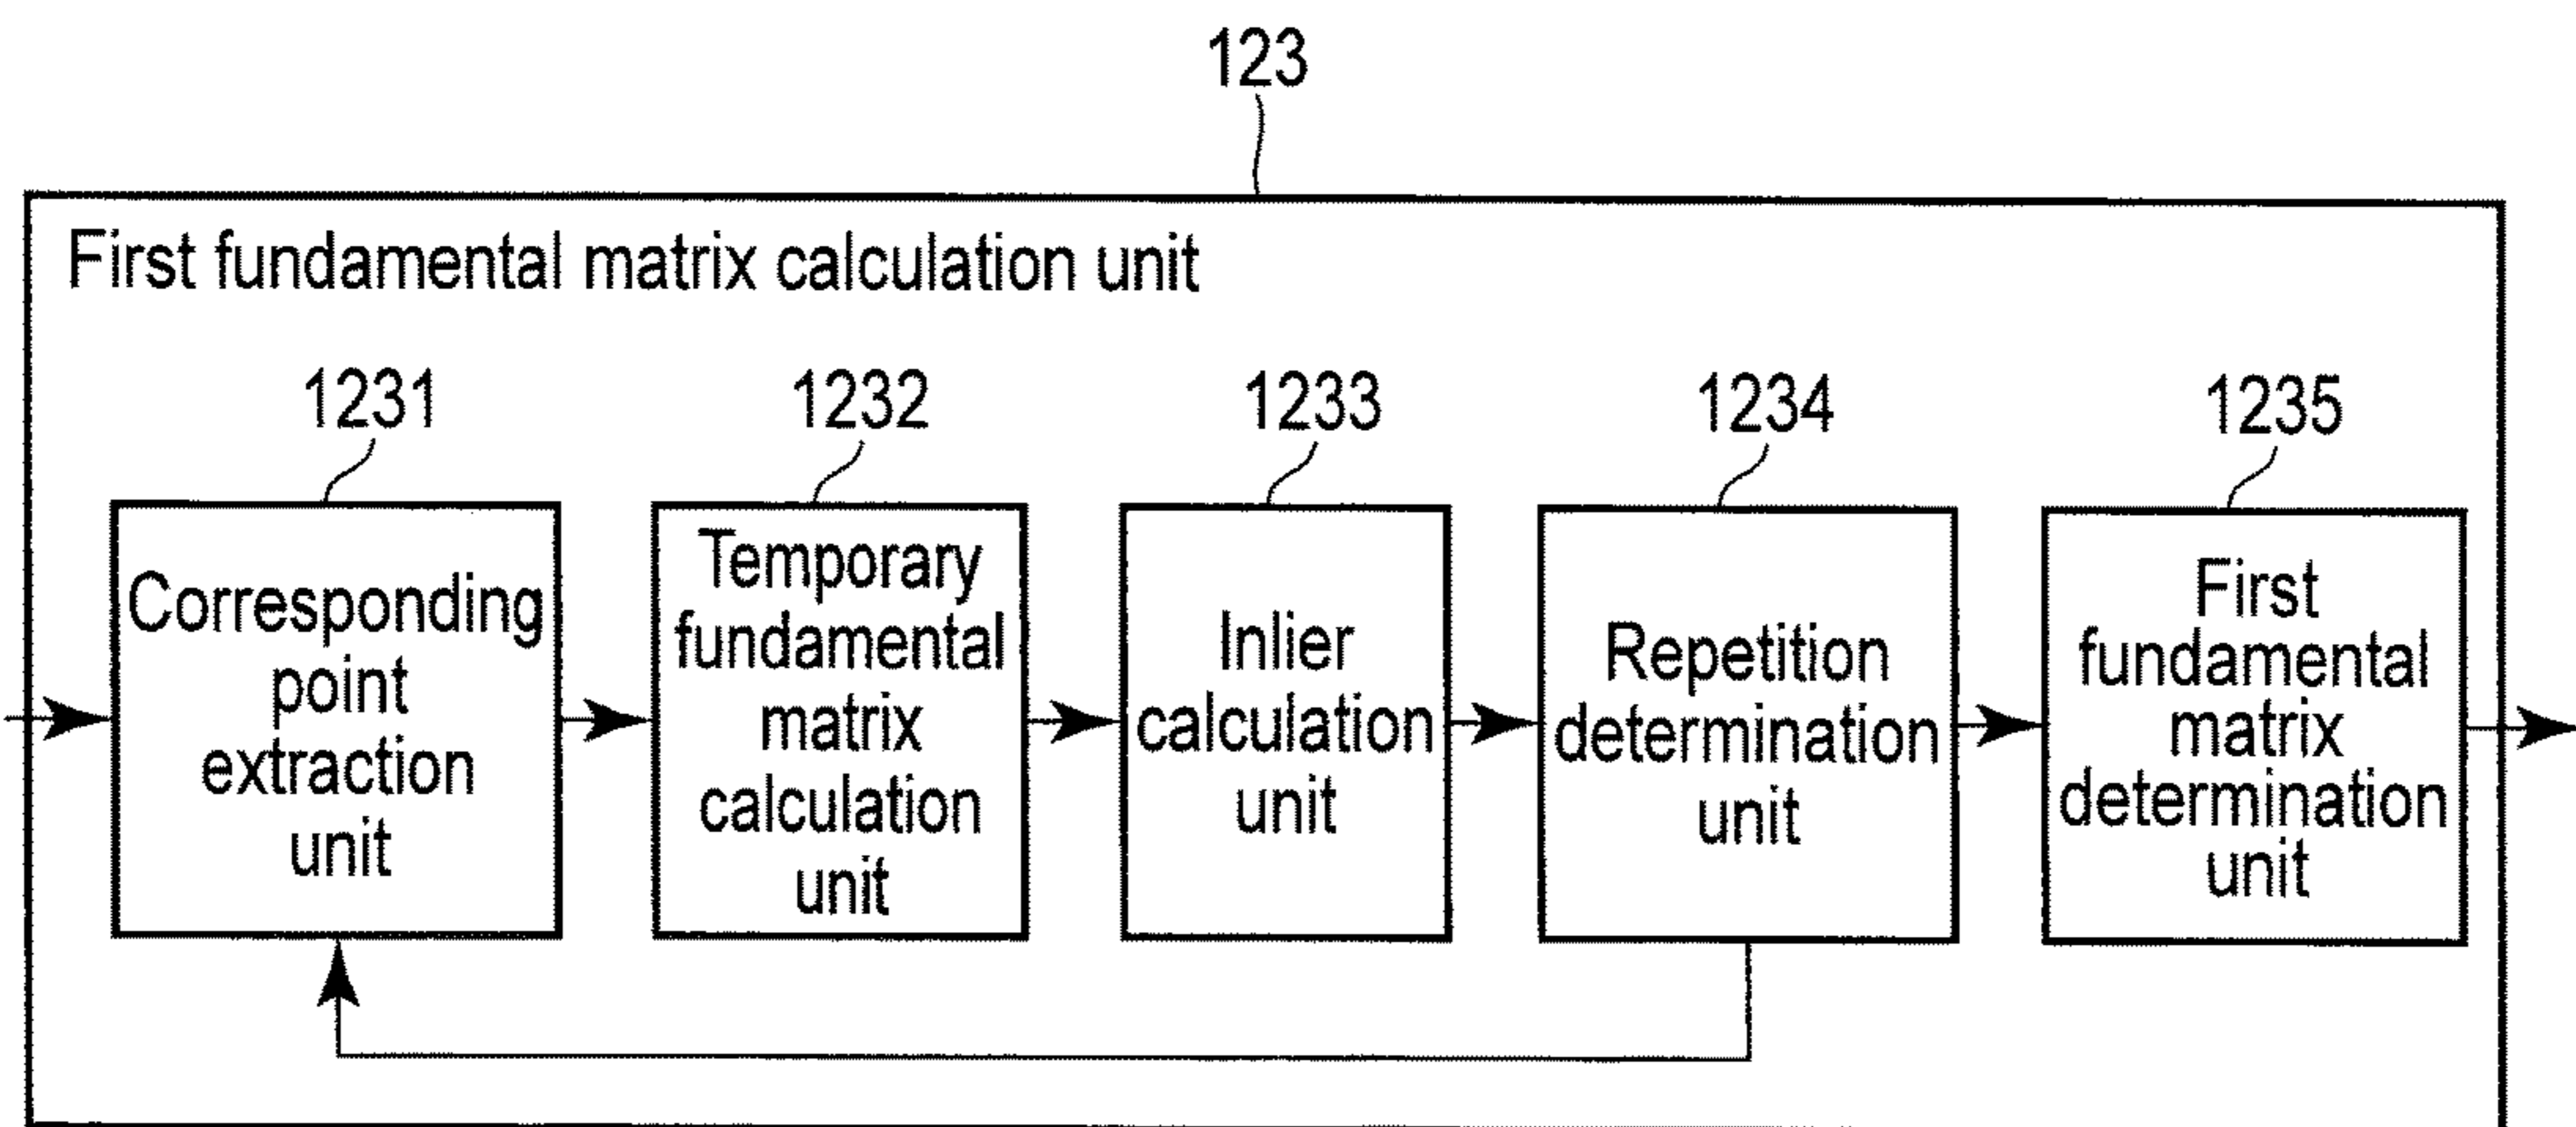 123
First fundamental matrix calculation unit
1231
1232
1233
1234
1235
Corresponding
point
extraction
unit
Temporary
fundamental
matrix
calculation
unit
Inlier
calculation
unit
Repetition
determination
unit
First
fundamental
matrix
determination
unit